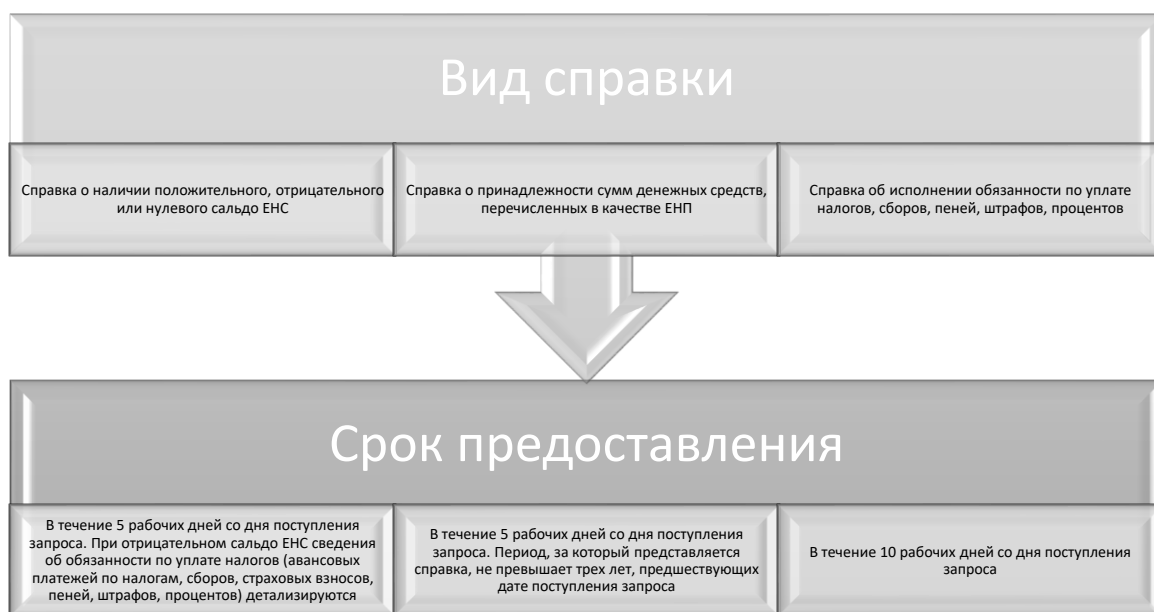 Вид справки
Справка о наличии положительного, отрицательного
или нулевого сальдо ЕНС
Справка о принадлежности сумм денежных средств,
перечисленных в качестве ЕНП
Справка об исполнении обязанности по уплате
налогов, сборов, пеней, штрафов, процентов
Срок предоставления
В течение 5 рабочих дней со дня поступления
запроса. При отрицательном сальдо ЕНС сведения
об обязанности по уплате налогов (авансовых
платежей по налогам, сборов, страховых взносов,
пеней, штрафов, процентов) детализируются
В течение 5 рабочих дней со дня поступления
запроса. Период, за который представляется
справка, не превышает трех лет, предшествующих
дате поступления запроса
В течение 10 рабочих дней со дня поступления
запроса